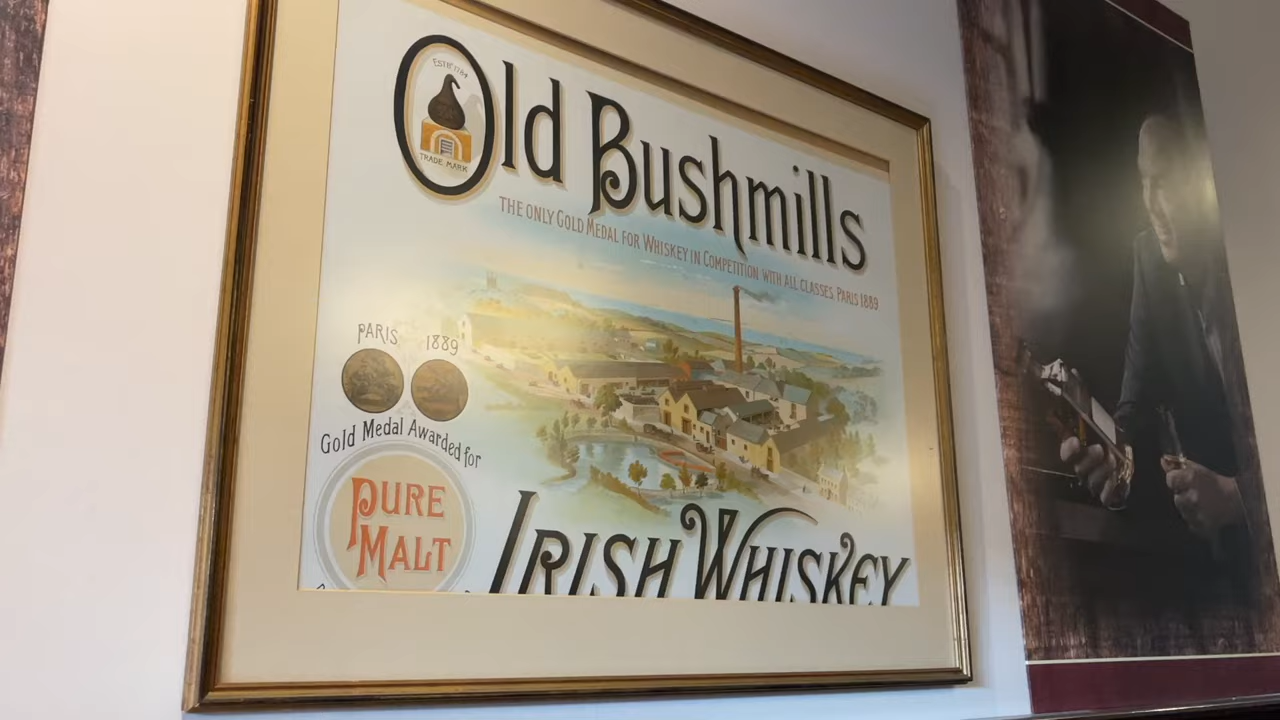 ESTD 1784
TRADE MARK
Old Bushmills
THE ONLY GOLD MEDAL FOR WHISKEY IN COMPETITION WITH ALL CLASSES. PARIS 1889
PARIS 1889
Gold Medal Awarded for
PURE
MALT
IRISH WHISKEY